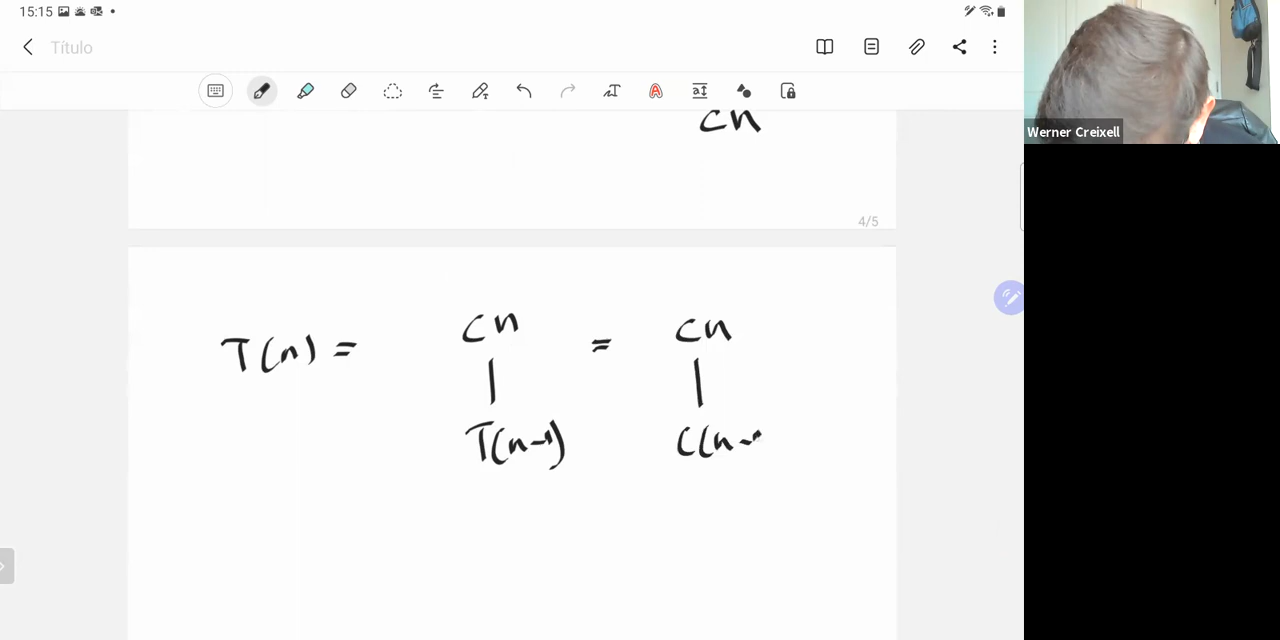 15:15
Título
cn
4/5
Werner Creixell
T(n) = cn = cn
T(n-1) c(n-